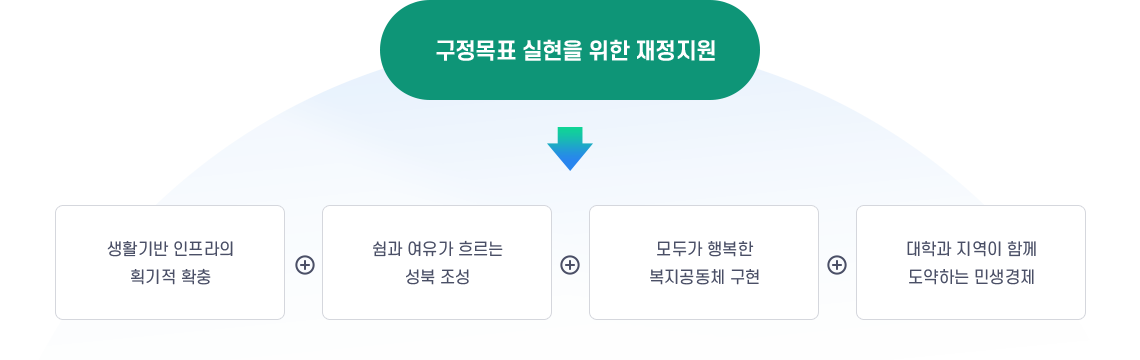 구정목표 실현을 위한 재정지원
생활기반 인프라의
획기적 확충
쉼과 여유가 흐르는
성북 조성
모두가 행복한
복지공동체 구현
대학과 지역이 함께
도약하는 민생경제